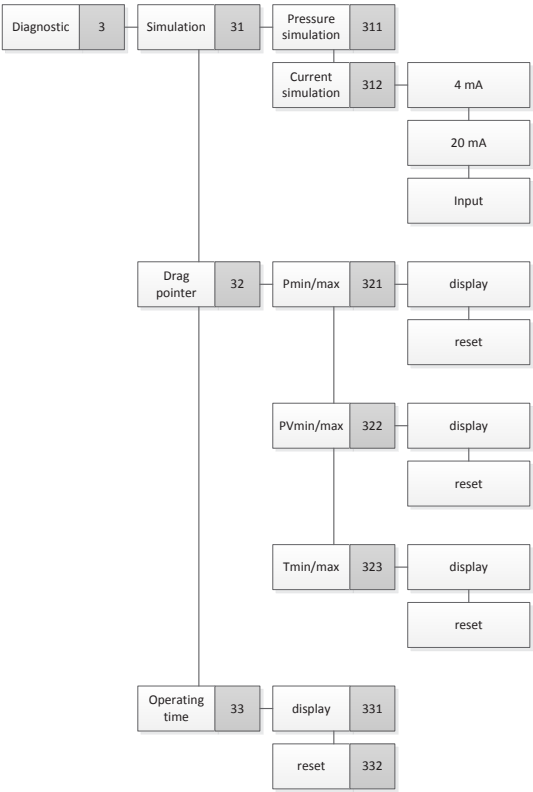 Diagnostic 3
Simulation 31
Pressure
simulation 311
Current
simulation 312
4 mA
20 mA
Input
Drag
pointer 32
Pmin/max 321
display
reset
PVmin/max 322
display
reset
Tmin/max 323
display
reset
Operating
time 33
display 331
reset 332